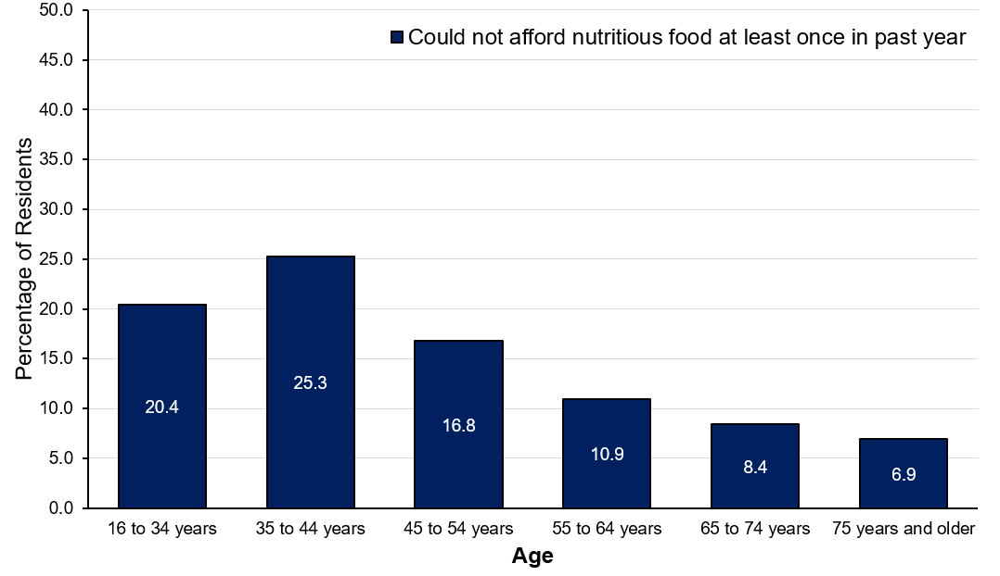 Could not afford nutritious food at least once in past year
Percentage of Residents
50.0
45.0
40.0
35.0
30.0
25.0
20.0
15.0
10.0
5.0
0.0
20.4
25.3
16.8
10.9
8.4
6.9
16 to 34 years
35 to 44 years
45 to 54 years
55 to 64 years
65 to 74 years
75 years and older
Age